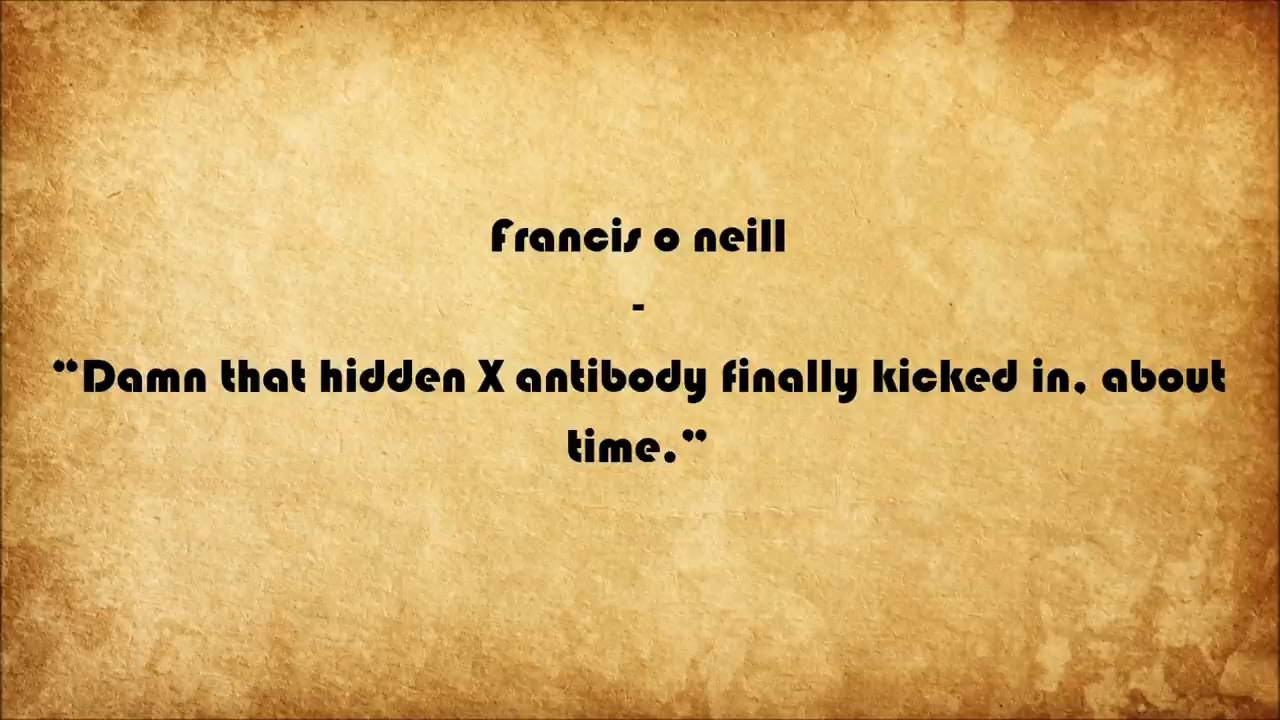 Francis o neill
-
“Damn that hidden X antibody finally kicked in, about
time.”